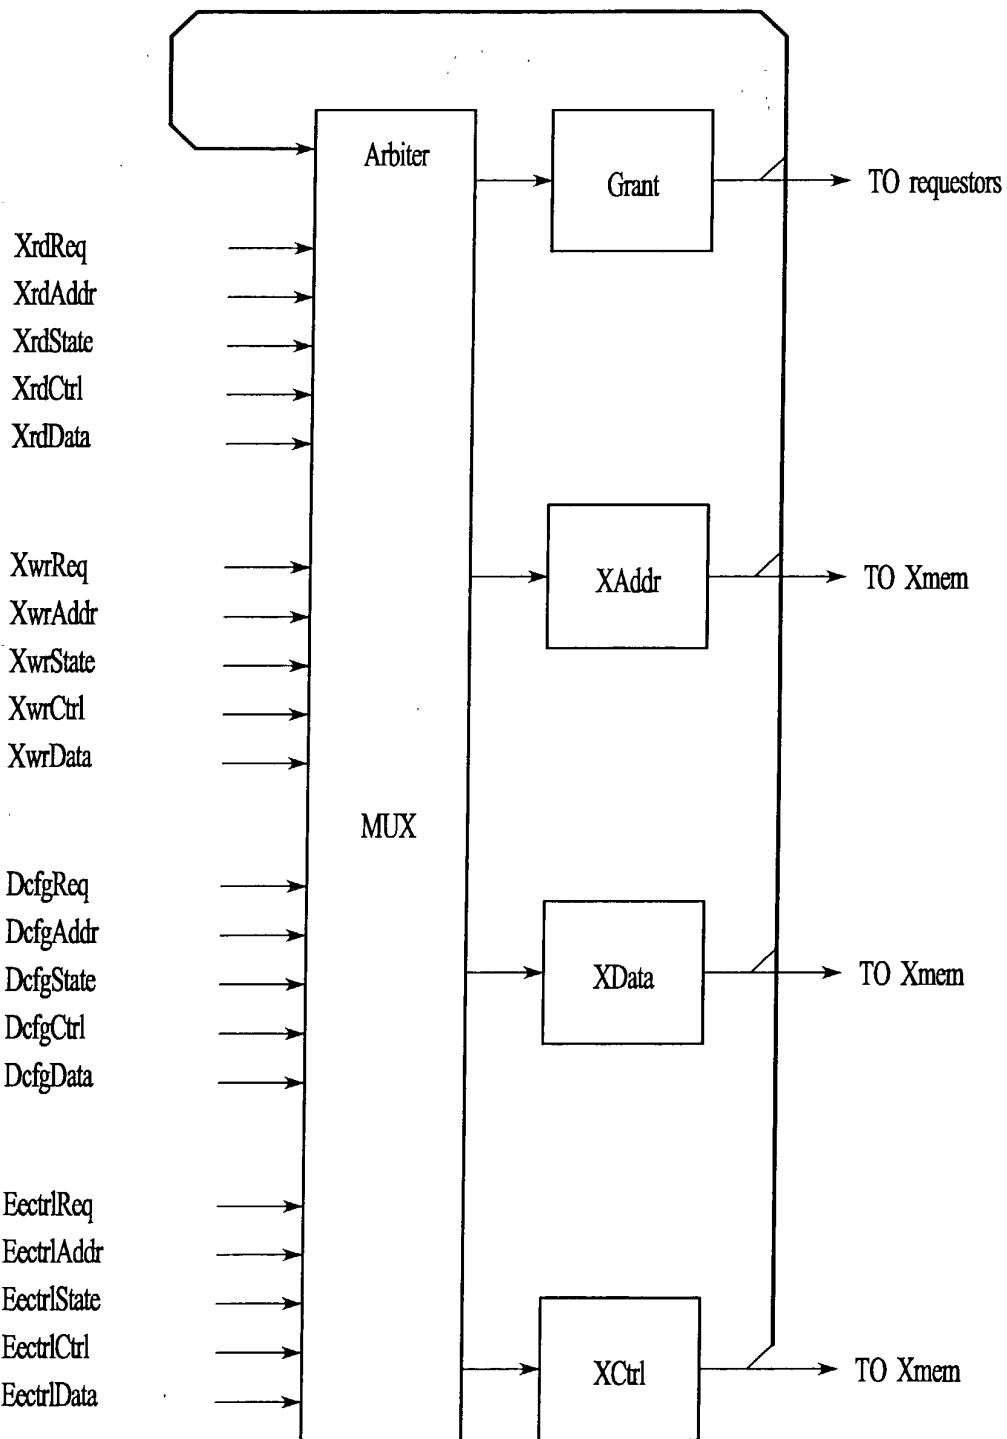 Arbiter
Grant
TO requestors
XrdReq
XrdAddr
XrdState
XrdCtrl
XrdData
XwrReq
XwrAddr
XwrState
XwrCtrl
XwrData
XAddr
TO Xmem
MUX
DcfgReq
DcfgAddr
DcfgState
DcfgCtrl
DcfgData
XData
TO Xmem
EectrlReq
EectrlAddr
EectrlState
EectrlCtrl
EectrlData
XCtrl
TO Xmem